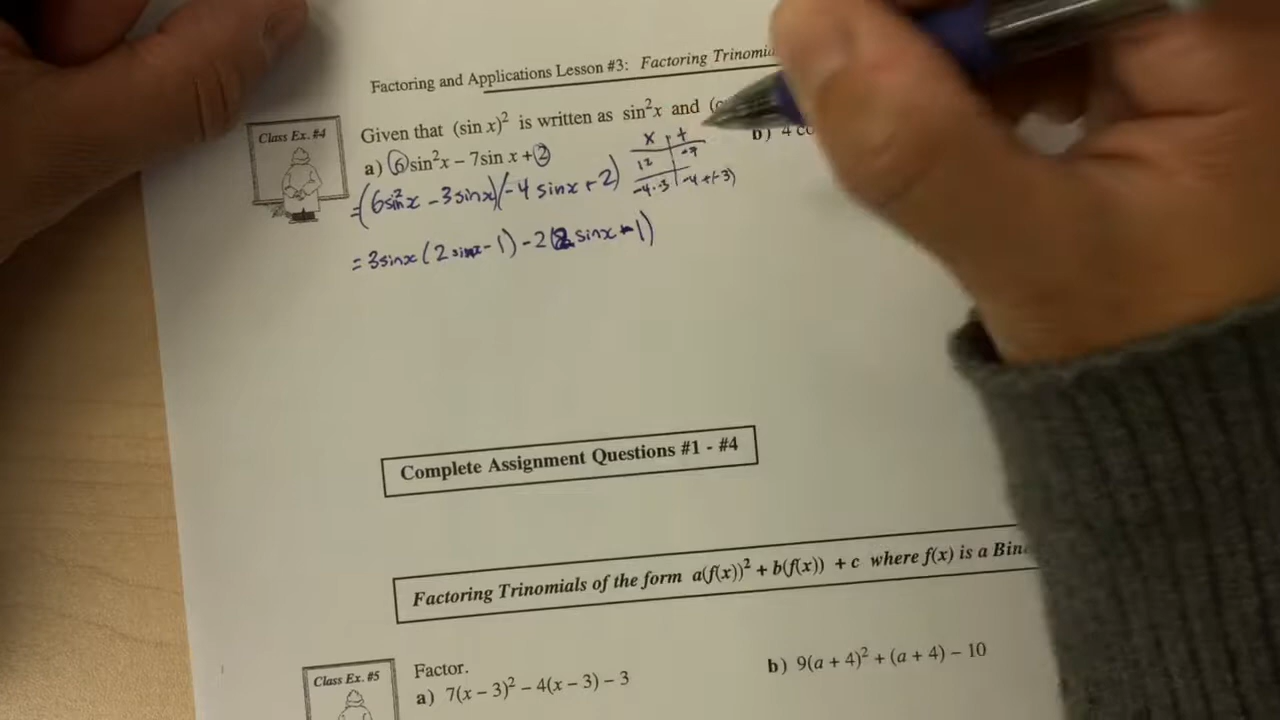 Factoring and Applications Lesson #3: Factoring Trinomia
Class Ex. #4
Given that (sin x)² is written as sin²x and (
a) 6sin²x – 7sin x + 2
b) 4 co
x +
12 -7
-4·-3 -4+(-3)
=(6sin²x - 3sinx)(-4 sinx + 2)
= 3sinx(2 sinx - 1) - 2(2 sinx - 1)
Complete Assignment Questions #1 - #4
Factoring Trinomials of the form a(f(x))² + b(f(x)) + c where f(x) is a Bin
Class Ex. #5
Factor.
a) 7(x – 3)² – 4(x – 3) – 3
b) 9(a + 4)² + (a + 4) – 10